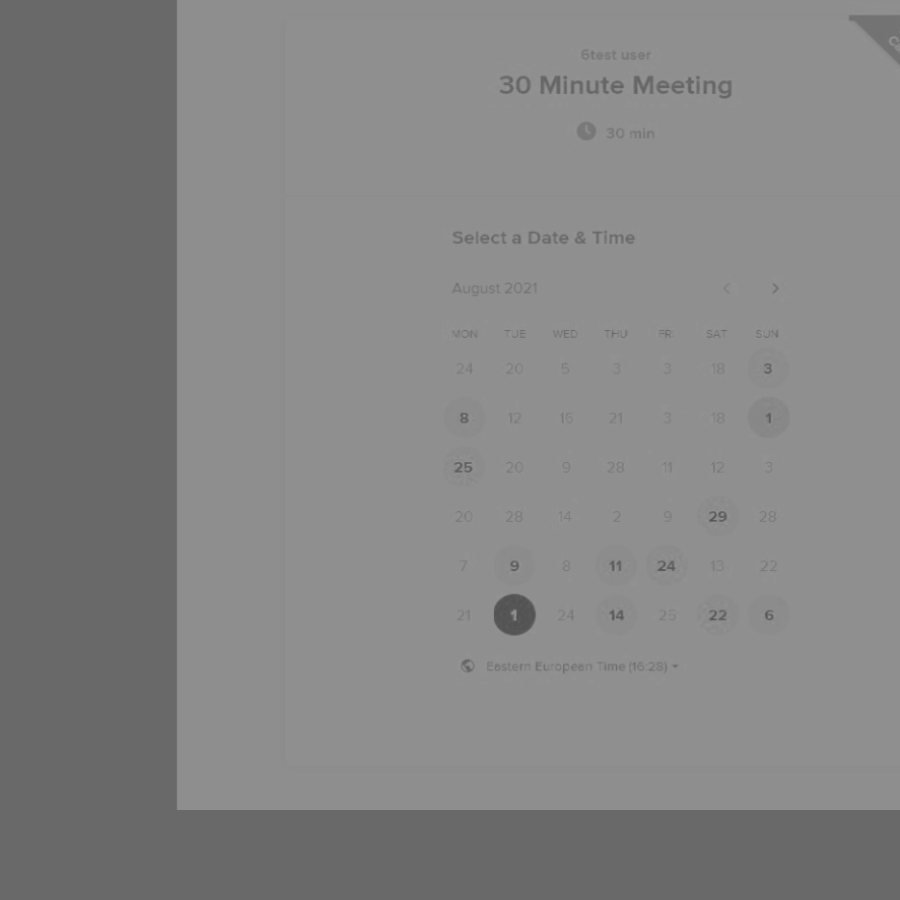 6test user
30 Minute Meeting
30 min
Select a Date & Time
August 2021
MON TUE WED THU FRI SAT SUN
24 20 5 3 3 18 3
8 12 15 21 3 18 1
25 20 9 28 11 12 3
20 28 14 2 9 29 28
7 9 8 11 24 13 22
21 1 24 14 25 22 6
Eastern European Time (16:28)